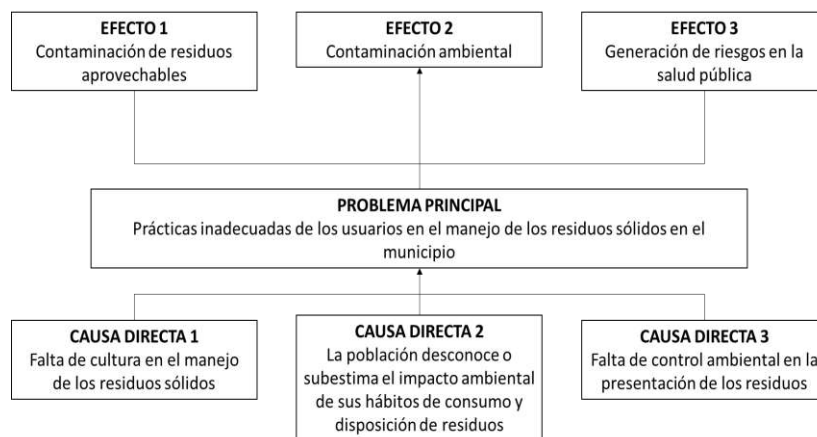 EFECTO 1
Contaminación de residuos
aprovechables
EFECTO 2
Contaminación ambiental
EFECTO 3
Generación de riesgos en la
salud pública
PROBLEMA PRINCIPAL
Prácticas inadecuadas de los usuarios en el manejo de los residuos sólidos en el
municipio
CAUSA DIRECTA 1
Falta de cultura en el manejo
de los residuos sólidos
CAUSA DIRECTA 2
La población desconoce o
subestima el impacto ambiental
de sus hábitos de consumo y
disposición de residuos
CAUSA DIRECTA 3
Falta de control ambiental en la
presentación de los residuos